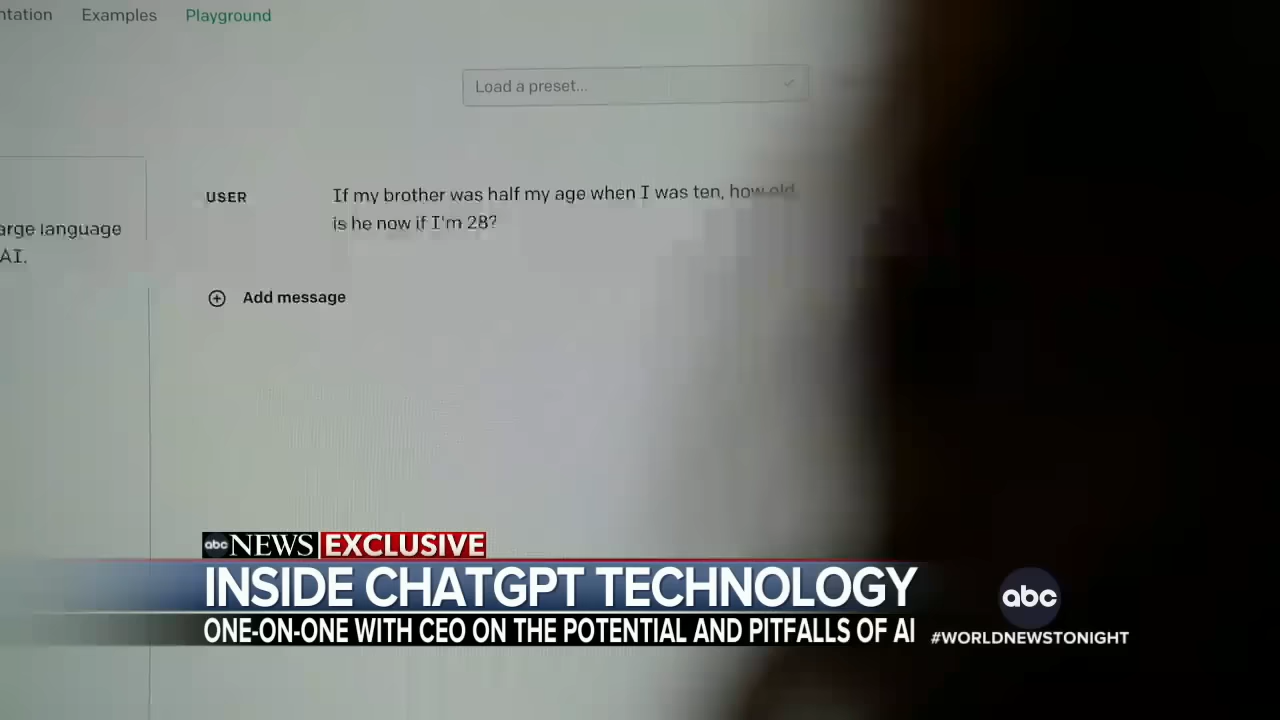 ntation Examples Playground
Load a preset...
arge language
AI.
USER If my brother was half my age when I was ten, how old
is he now if I'm 28?
Add message
abc NEWS EXCLUSIVE
INSIDE CHATGPT TECHNOLOGY
ONE-ON-ONE WITH CEO ON THE POTENTIAL AND PITFALLS OF AI
abc
#WORLDNEWSTONIGHT